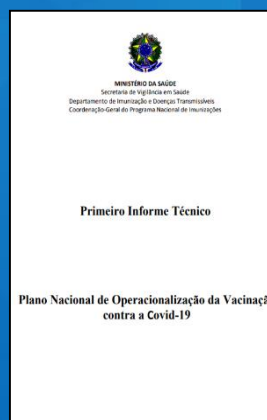 MINISTÉRIO DA SAÚDE
Secretaria de Vigilância em Saúde
Departamento de Imunização e Doenças Transmissíveis
Coordenação-Geral do Programa Nacional de Imunizações
Primeiro Informe Técnico
Plano Nacional de Operacionalização da Vacinaçã
contra a Covid-19